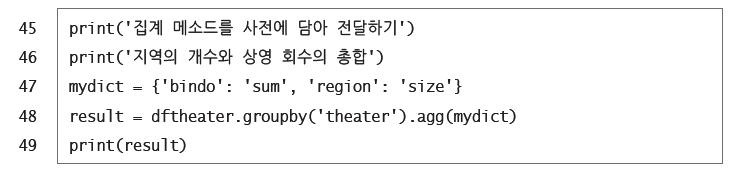 45 print('집계 메소드를 사전에 담아 전달하기')
46 print('지역의 개수와 상영 회수의 총합')
47 mydict = {'bindo': 'sum', 'region': 'size'}
48 result = dftheater.groupby('theater').agg(mydict)
49 print(result)